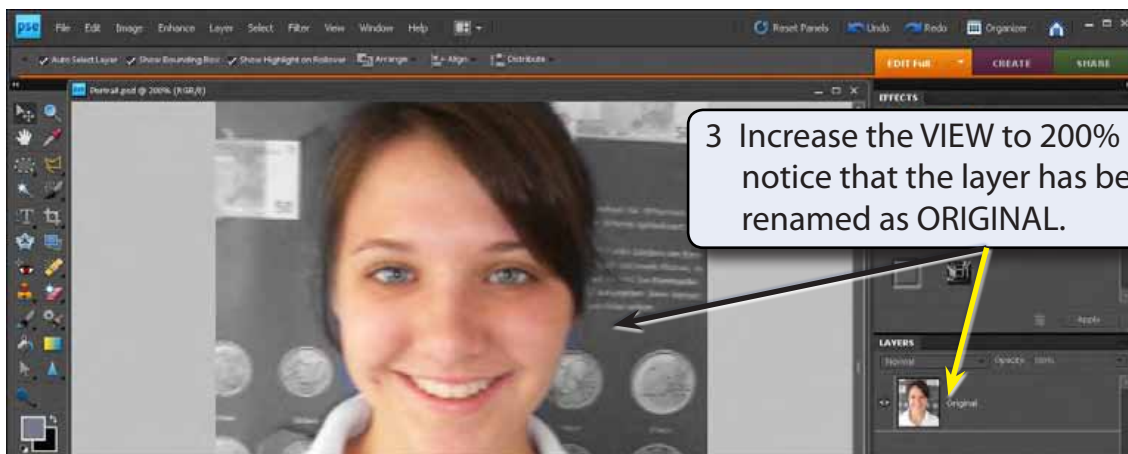 pse File Edit Image Enhance Layer Select Filter View Window Help Reset Panels Undo Redo Organizer
Auto Select Layer Show Bounding Box Show Highlight on Rollover Arrange Align Distribute
EDIT Full CREATE SHARE
Portrait.psd @ 200% (RGB/8)
EFFECTS
3 Increase the VIEW to 200%
notice that the layer has be
renamed as ORIGINAL.
Apply
LAYERS
Normal Opacity: 100%
Original